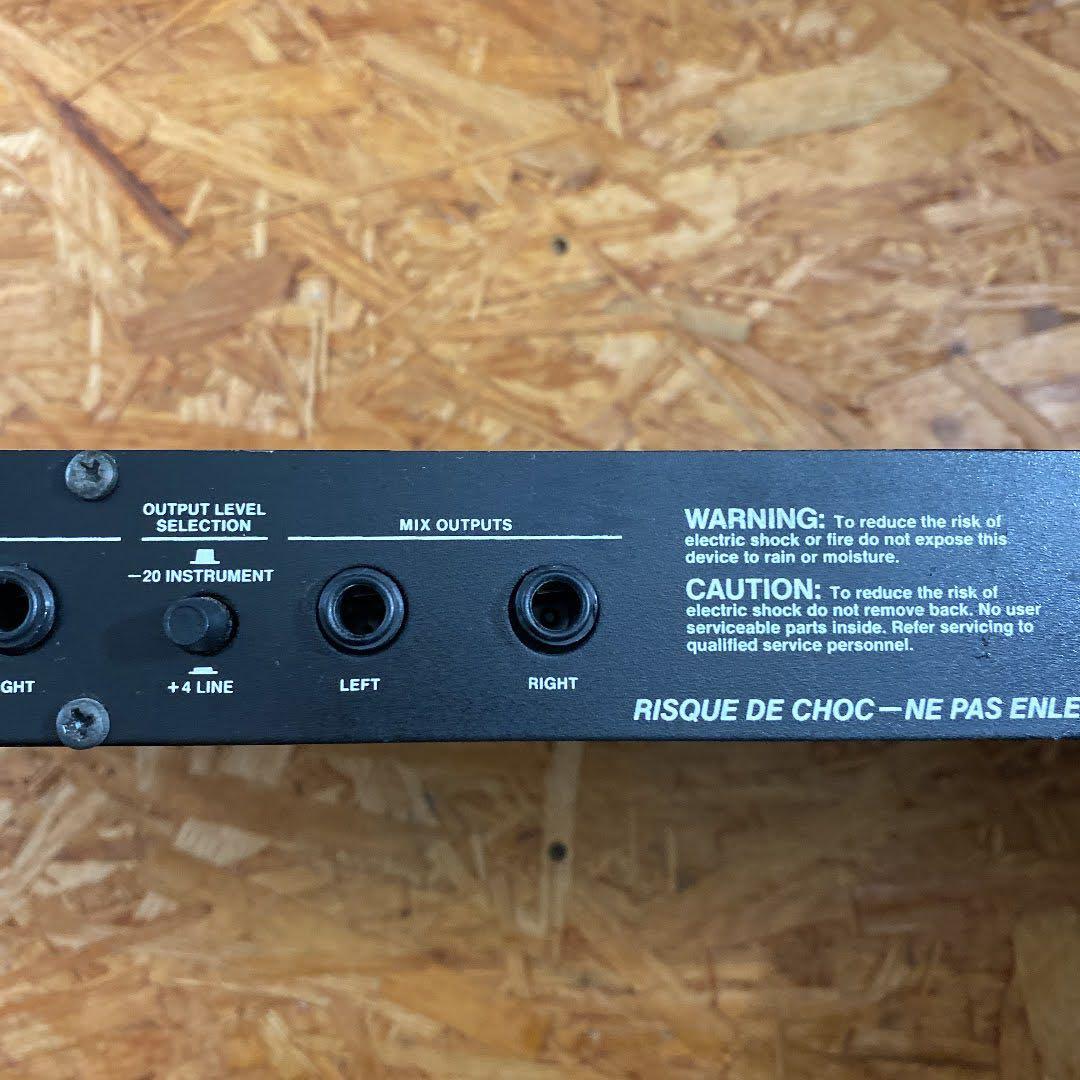 OUTPUT LEVEL
SELECTION
−20 INSTRUMENT
+4 LINE
GHT
MIX OUTPUTS
LEFT
RIGHT
WARNING: To reduce the risk of
electric shock or fire do not expose this
device to rain or moisture.
CAUTION: To reduce the risk of
electric shock do not remove back. No user
serviceable parts inside. Refer servicing to
qualified service personnel.
RISQUE DE CHOC—NE PAS ENLE